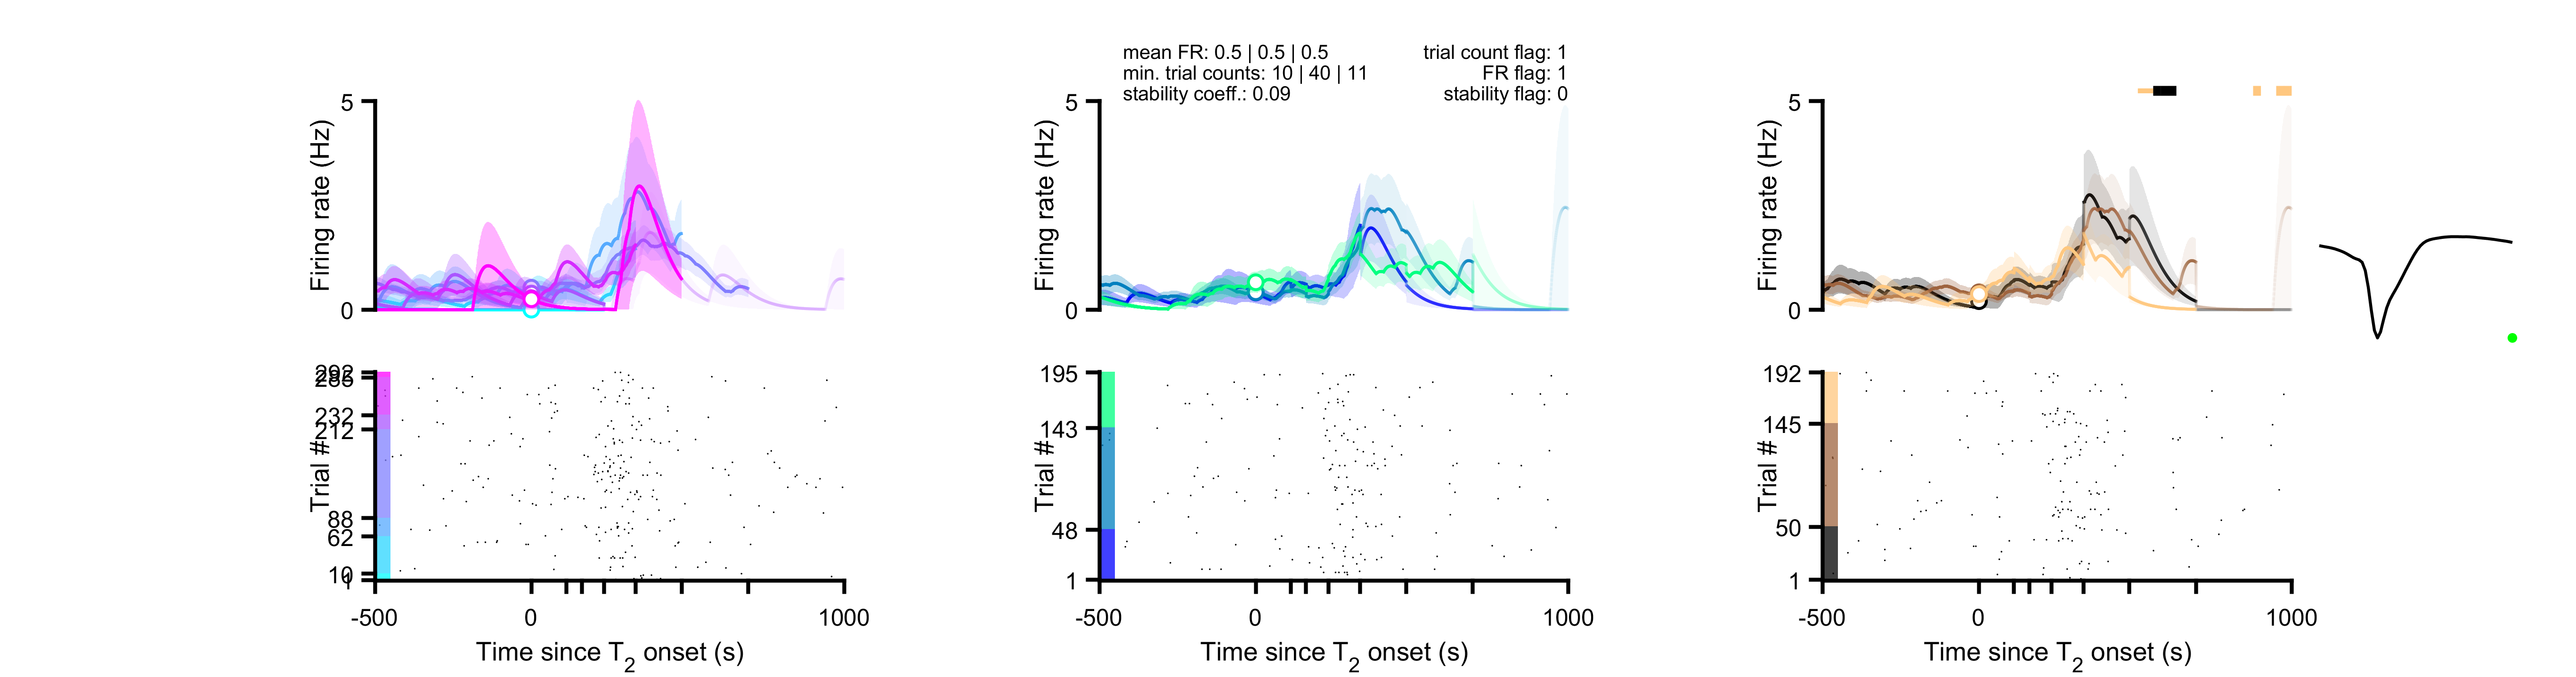 mean FR: 0.5 | 0.5 | 0.5
min. trial counts: 10 | 40 | 11
stability coeff.: 0.09
trial count flag: 1
FR flag: 1
stability flag: 0
5
0
Firing rate (Hz)
232
212
88
62
10
1
Trial #
-500
0
1000
Time since T2 onset (s)
5
0
Firing rate (Hz)
195
143
48
1
Trial #
-500
0
1000
Time since T2 onset (s)
5
0
Firing rate (Hz)
192
145
50
1
Trial #
-500
0
1000
Time since T2 onset (s)